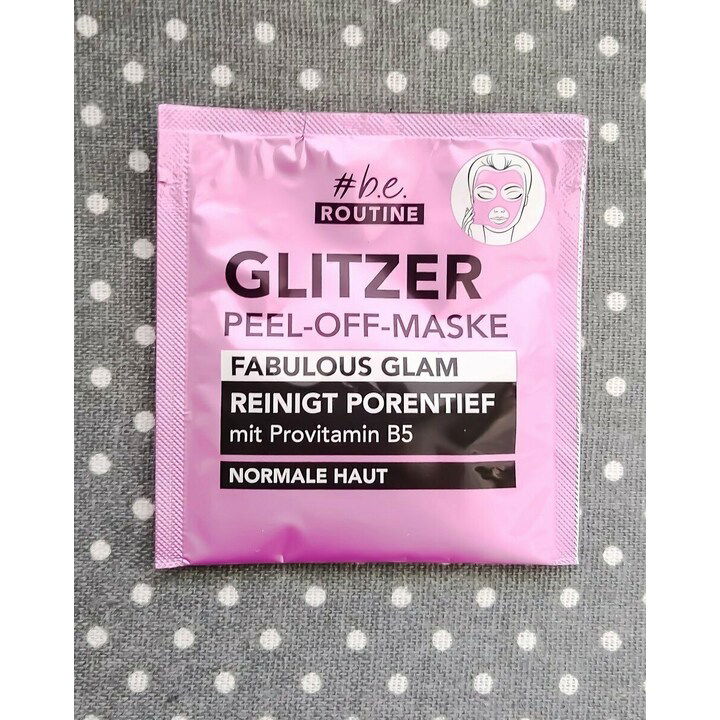 #b.e.
ROUTINE
GLITZER
PEEL-OFF-MASKE
FABULOUS GLAM
REINIGT PORENTIEF
mit Provitamin B5
NORMALE HAUT